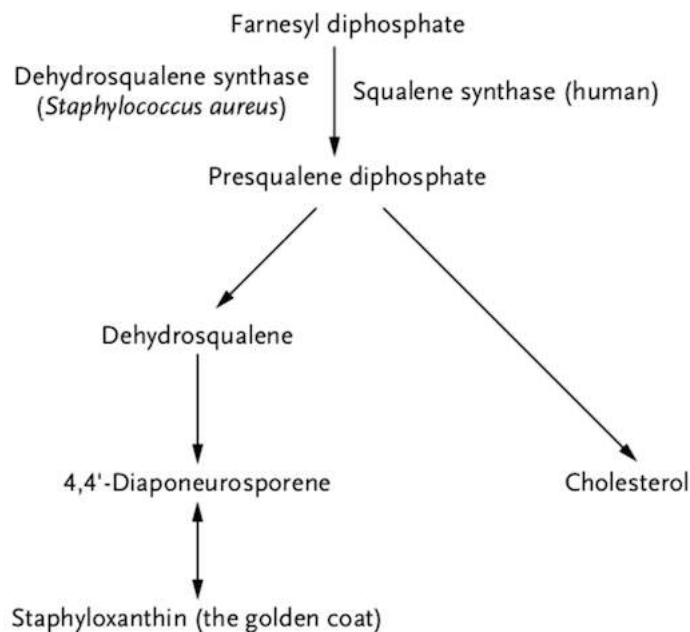 Farnesyl diphosphate
Dehydrosqualene synthase
(Staphylococcus aureus)
Squalene synthase (human)
Presqualene diphosphate
Dehydrosqualene
4,4'-Diaponeurosporene
Cholesterol
Staphyloxanthin (the golden coat)